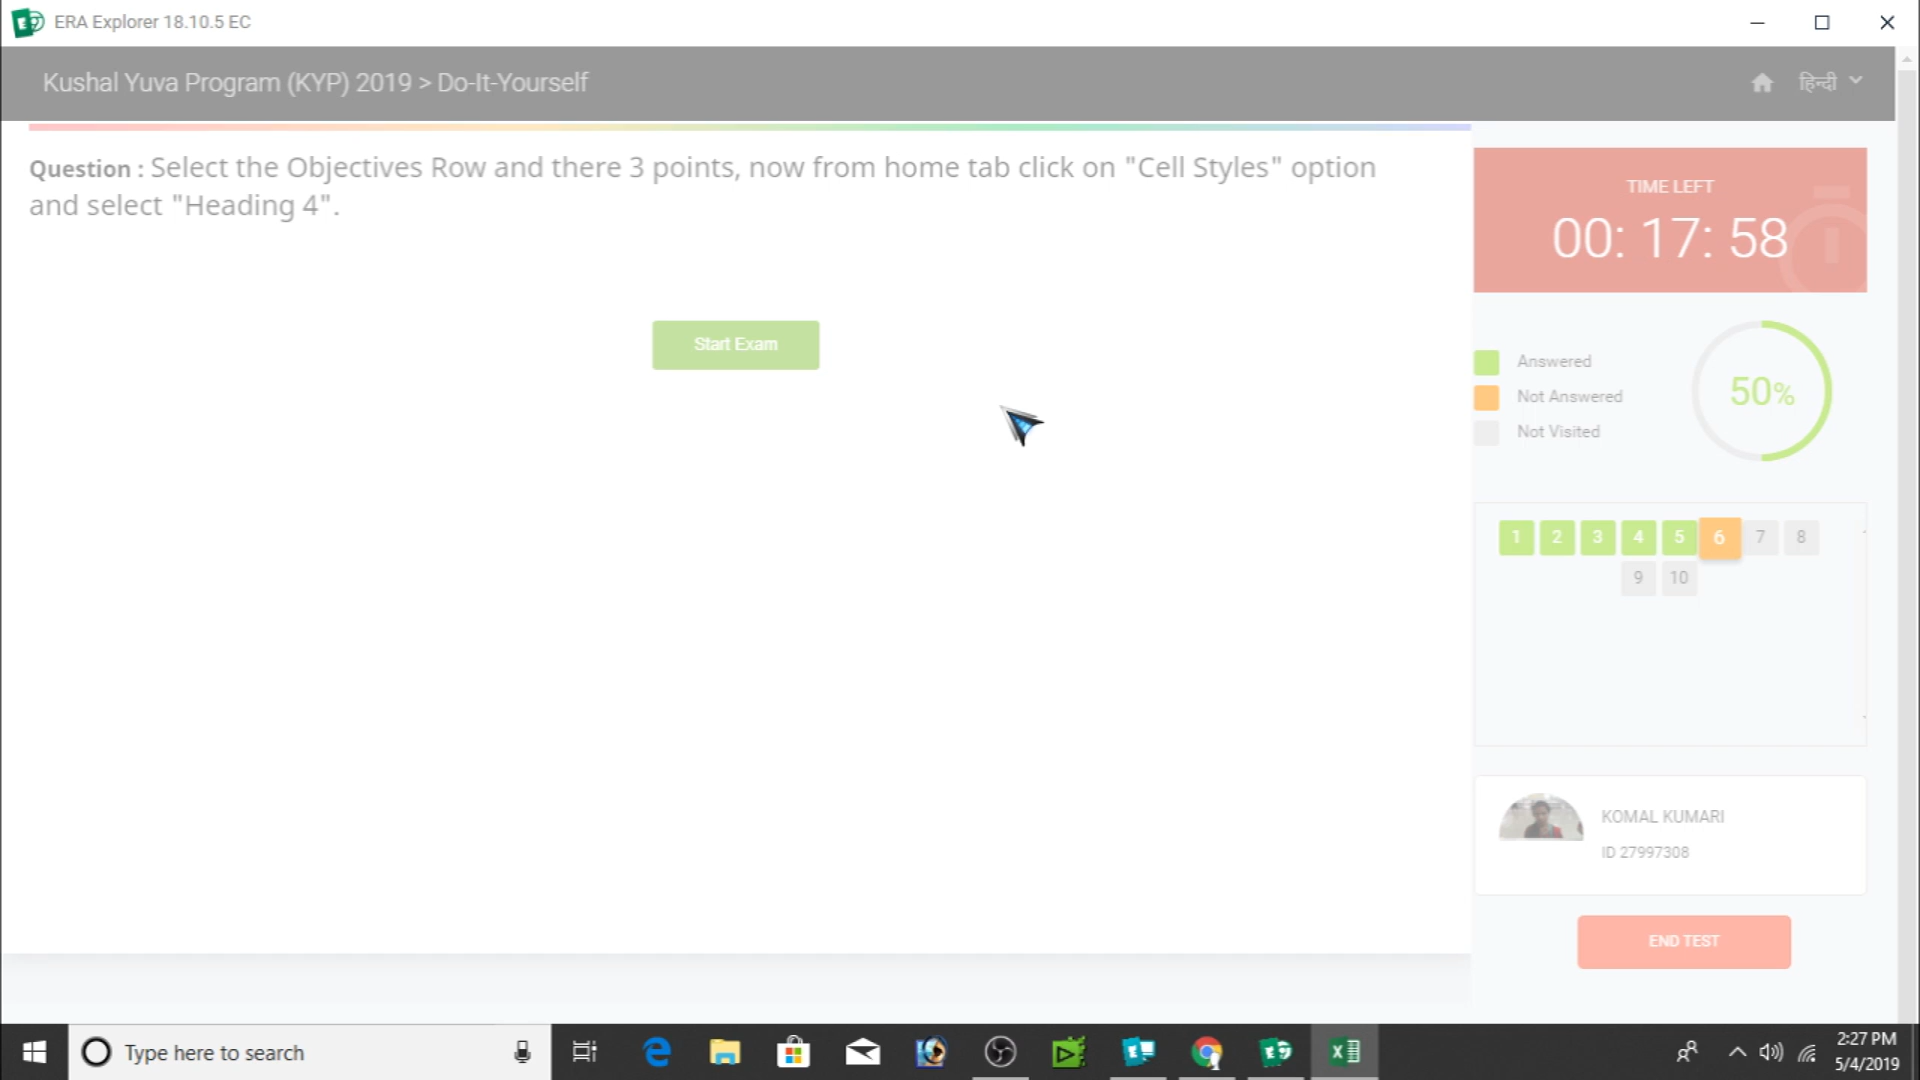 ERA Explorer 18.10.5 EC
Kushal Yuva Program (KYP) 2019 > Do-It-Yourself
हिन्दी
Question : Select the Objectives Row and there 3 points, now from home tab click on "Cell Styles" option
and select "Heading 4".
Start Exam
TIME LEFT
00: 17: 58
Answered
Not Answered
Not Visited
50%
1 2 3 4 5 6 7 8
9 10
KOMAL KUMARI
ID 27997308
END TEST
Type here to search
2:27 PM
5/4/2019